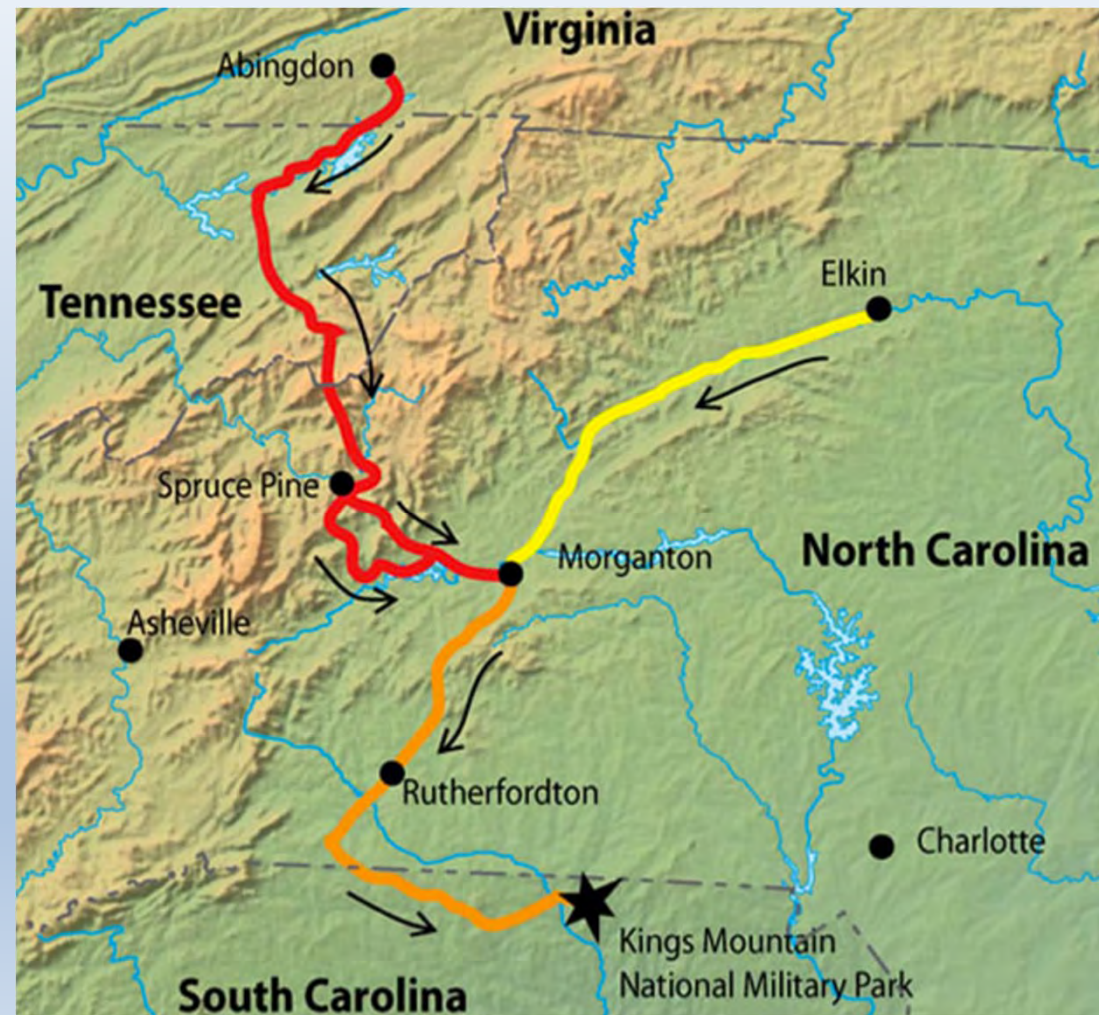 Virginia
Abingdon
Elkin
Tennessee
Spruce Pine
Morganton
North Carolina
Asheville
Rutherfordton
Charlotte
Kings Mountain
National Military Park
South Carolina